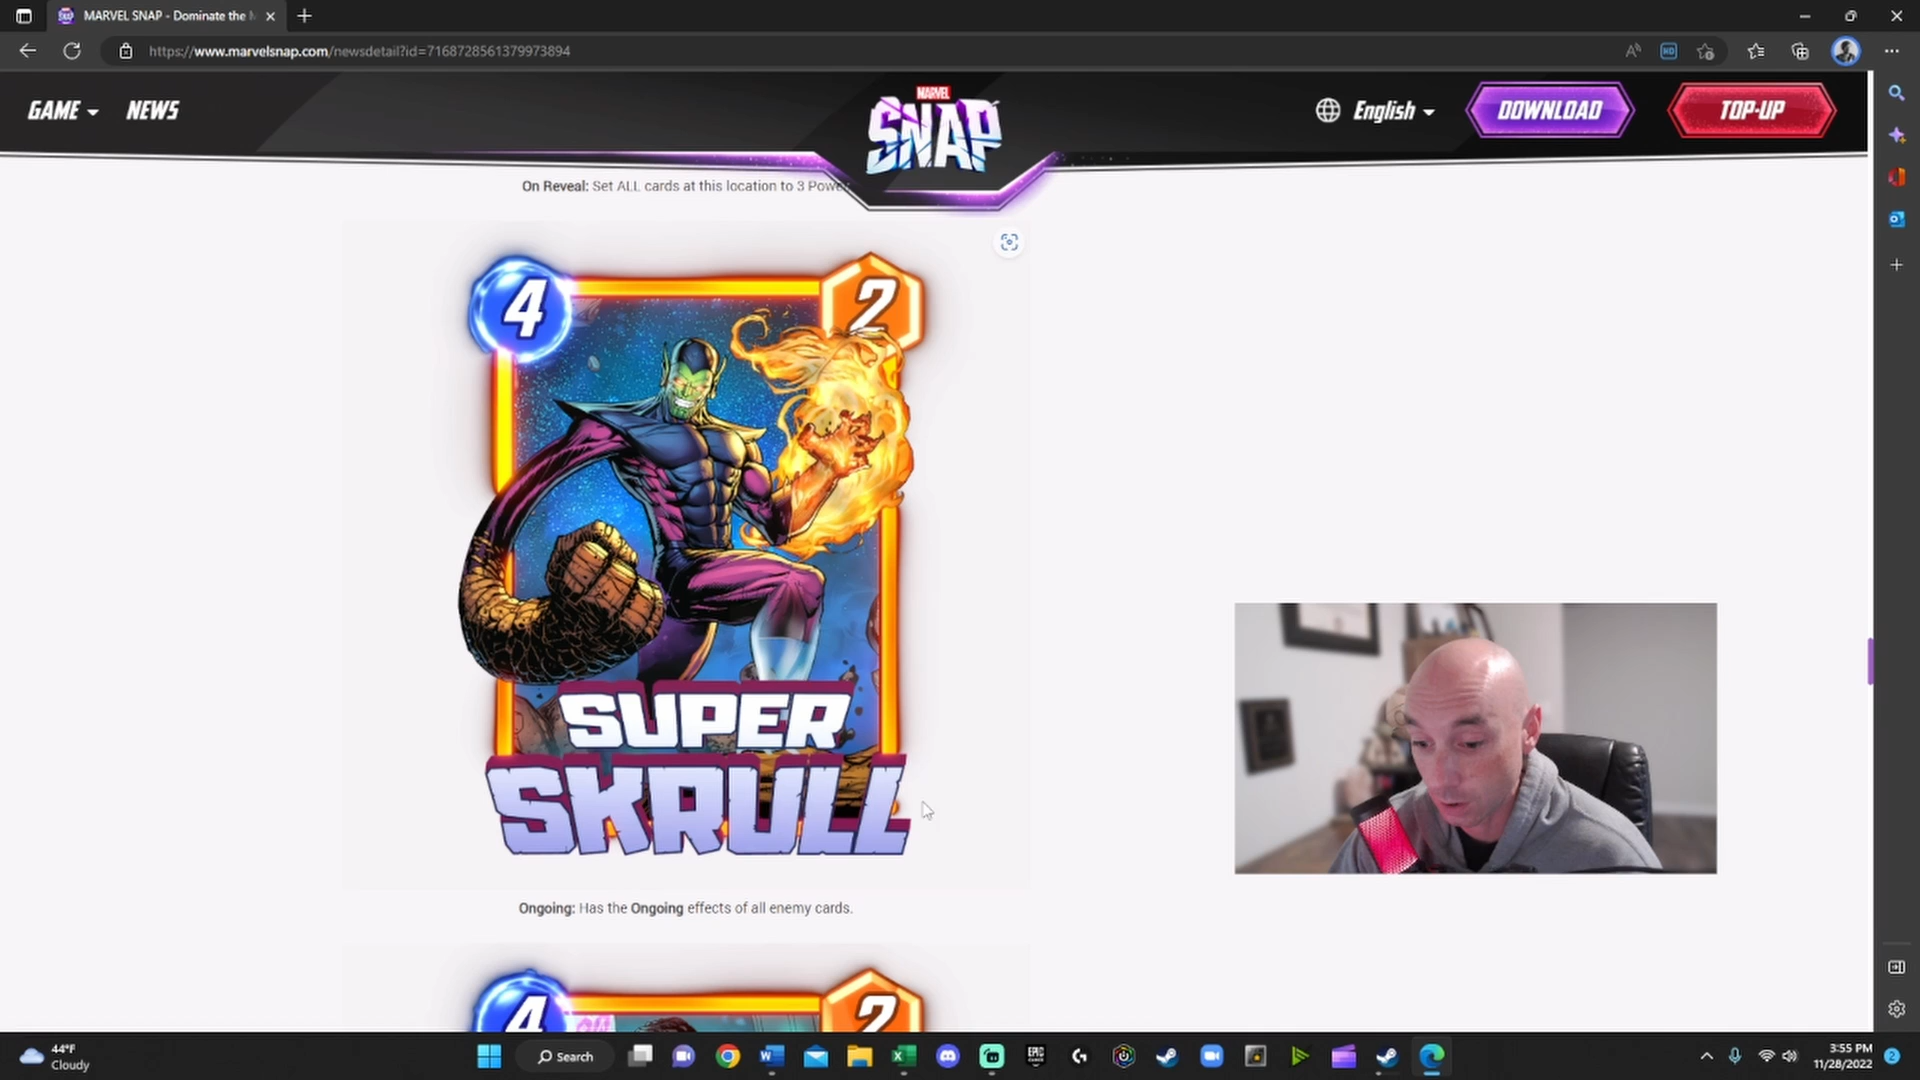 MARVEL SNAP - Dominate the M
https://www.marvelsnap.com/newsdetail?id=7168728561379973894
GAME
NEWS
MARVEL
SNAP
English
DOWNLOAD
TOP-UP
On Reveal: Set ALL cards at this location to 3 Power
4
2
SUPER
SKRULL
Ongoing: Has the Ongoing effects of all enemy cards.
4
2
44°F
Cloudy
Search
EPIC
3:55 PM
11/28/2022
2